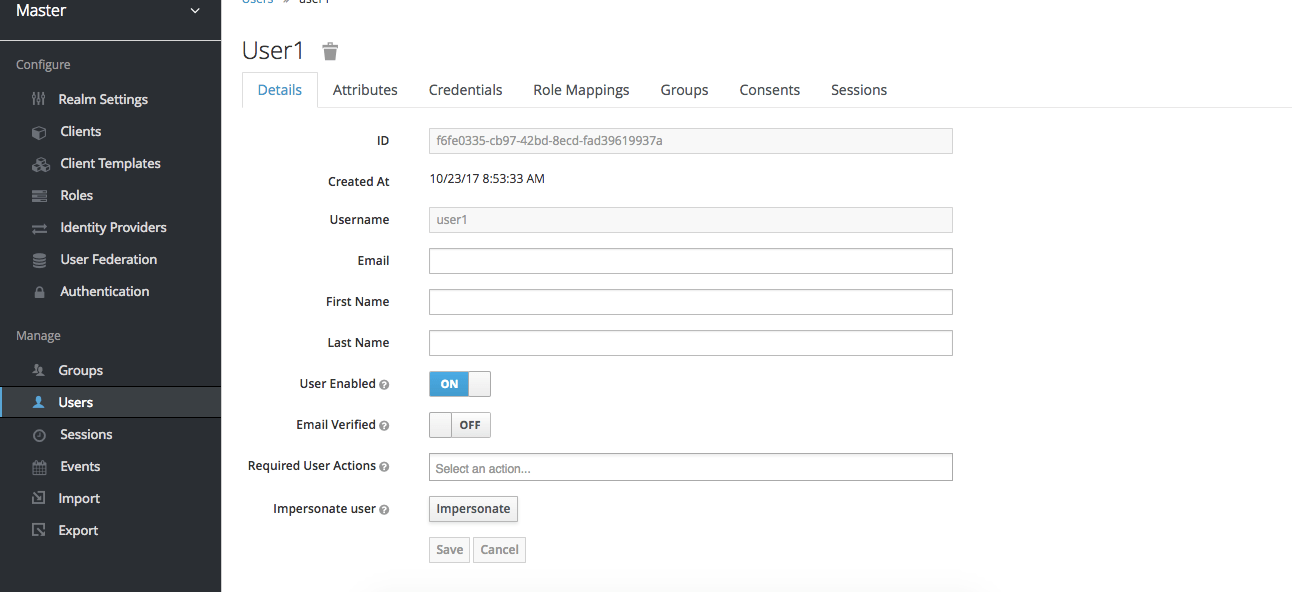 Master
Configure
Realm Settings
Clients
Client Templates
Roles
Identity Providers
User Federation
Authentication
Manage
Groups
Users
Sessions
Events
Import
Export
Users » user1
User1
Details Attributes Credentials Role Mappings Groups Consents Sessions
ID f6fe0335-cb97-42bd-8ecd-fad39619937a
Created At 10/23/17 8:53:33 AM
Username user1
Email
First Name
Last Name
User Enabled ? ON
Email Verified ? OFF
Required User Actions ? Select an action...
Impersonate user ? Impersonate
Save Cancel